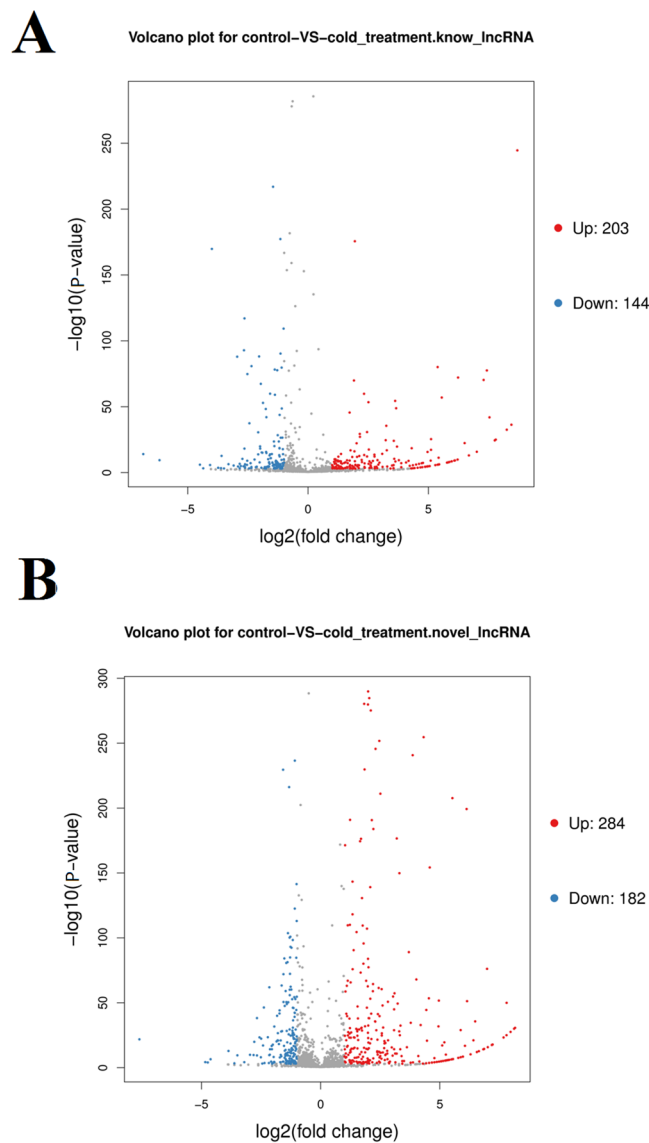 A
Volcano plot for control-VS-cold_treatment.know_lncRNA
250
200
150
100
50
0
-log10(P-value)
Up: 203
Down: 144
-5
0
5
log2(fold change)
B
Volcano plot for control-VS-cold_treatment.novel_lncRNA
300
250
200
150
100
50
0
-log10(P-value)
Up: 284
Down: 182
-5
0
5
log2(fold change)